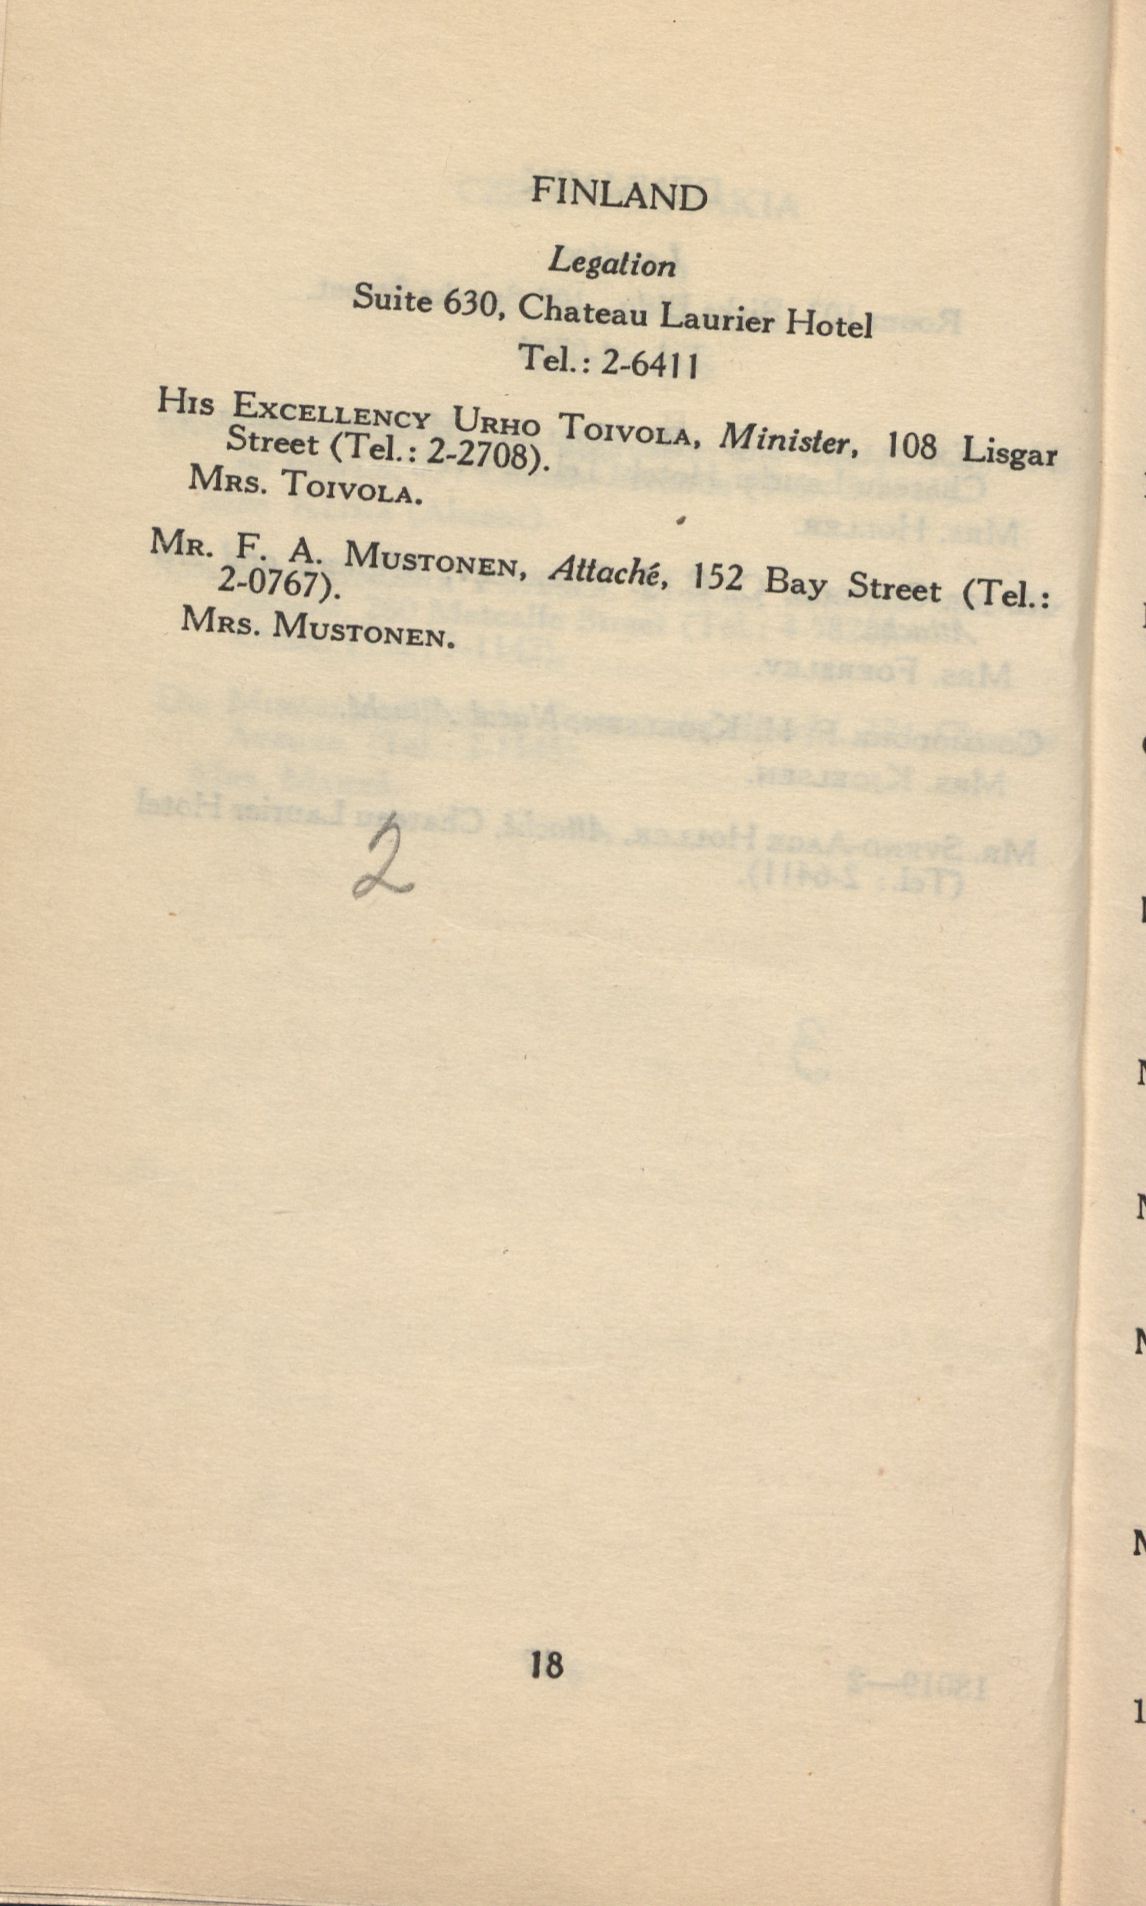 FINLAND
Legation
Suite 630, Chateau Laurier Hotel
Tel.: 2-6411
HIS EXCELLENCY URHO TOIVOLA, Minister, 108 Lisgar
Street (Tel.: 2-2708).
MRS. TOIVOLA.
MR. F. A. MUSTONEN, Attaché, 152 Bay Street (Tel.:
2-0767).
MRS. MUSTONEN.
2
18